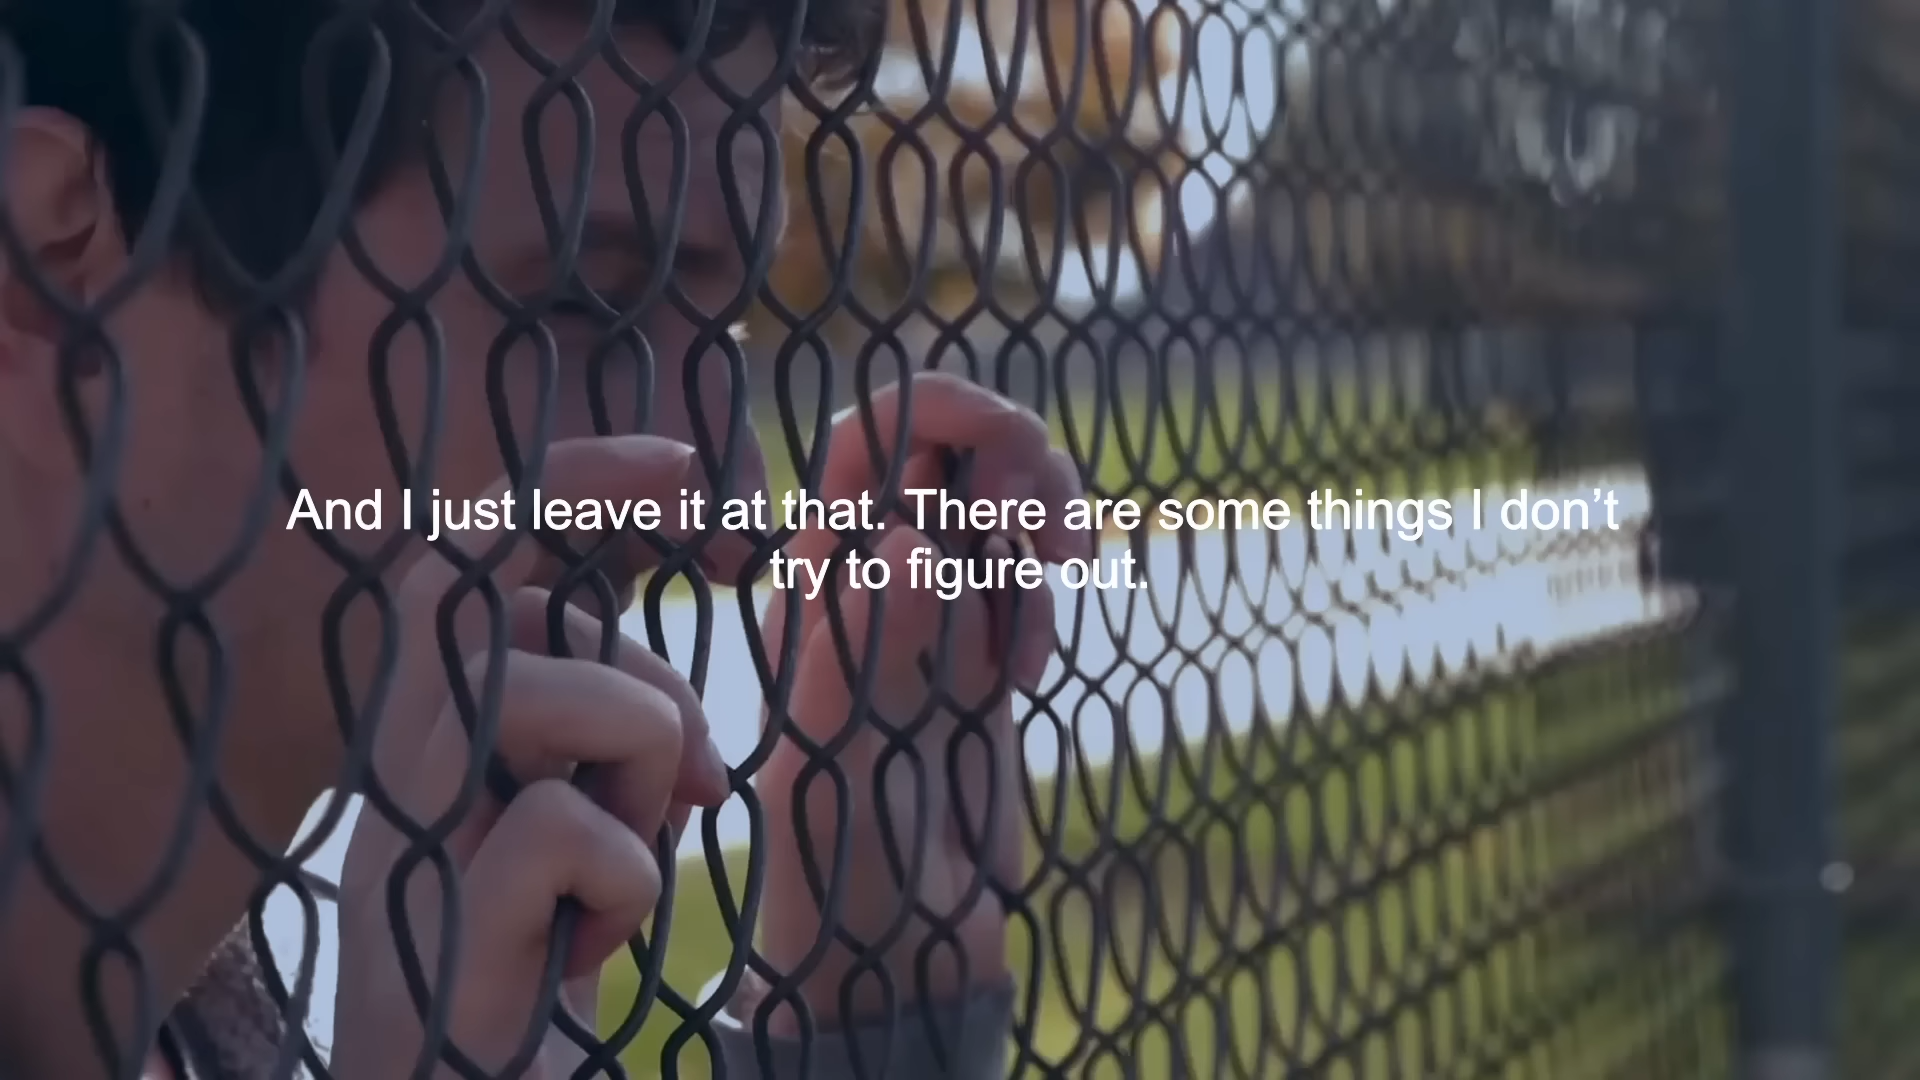 And I just leave it at that. There are some things I don’t
try to figure out.